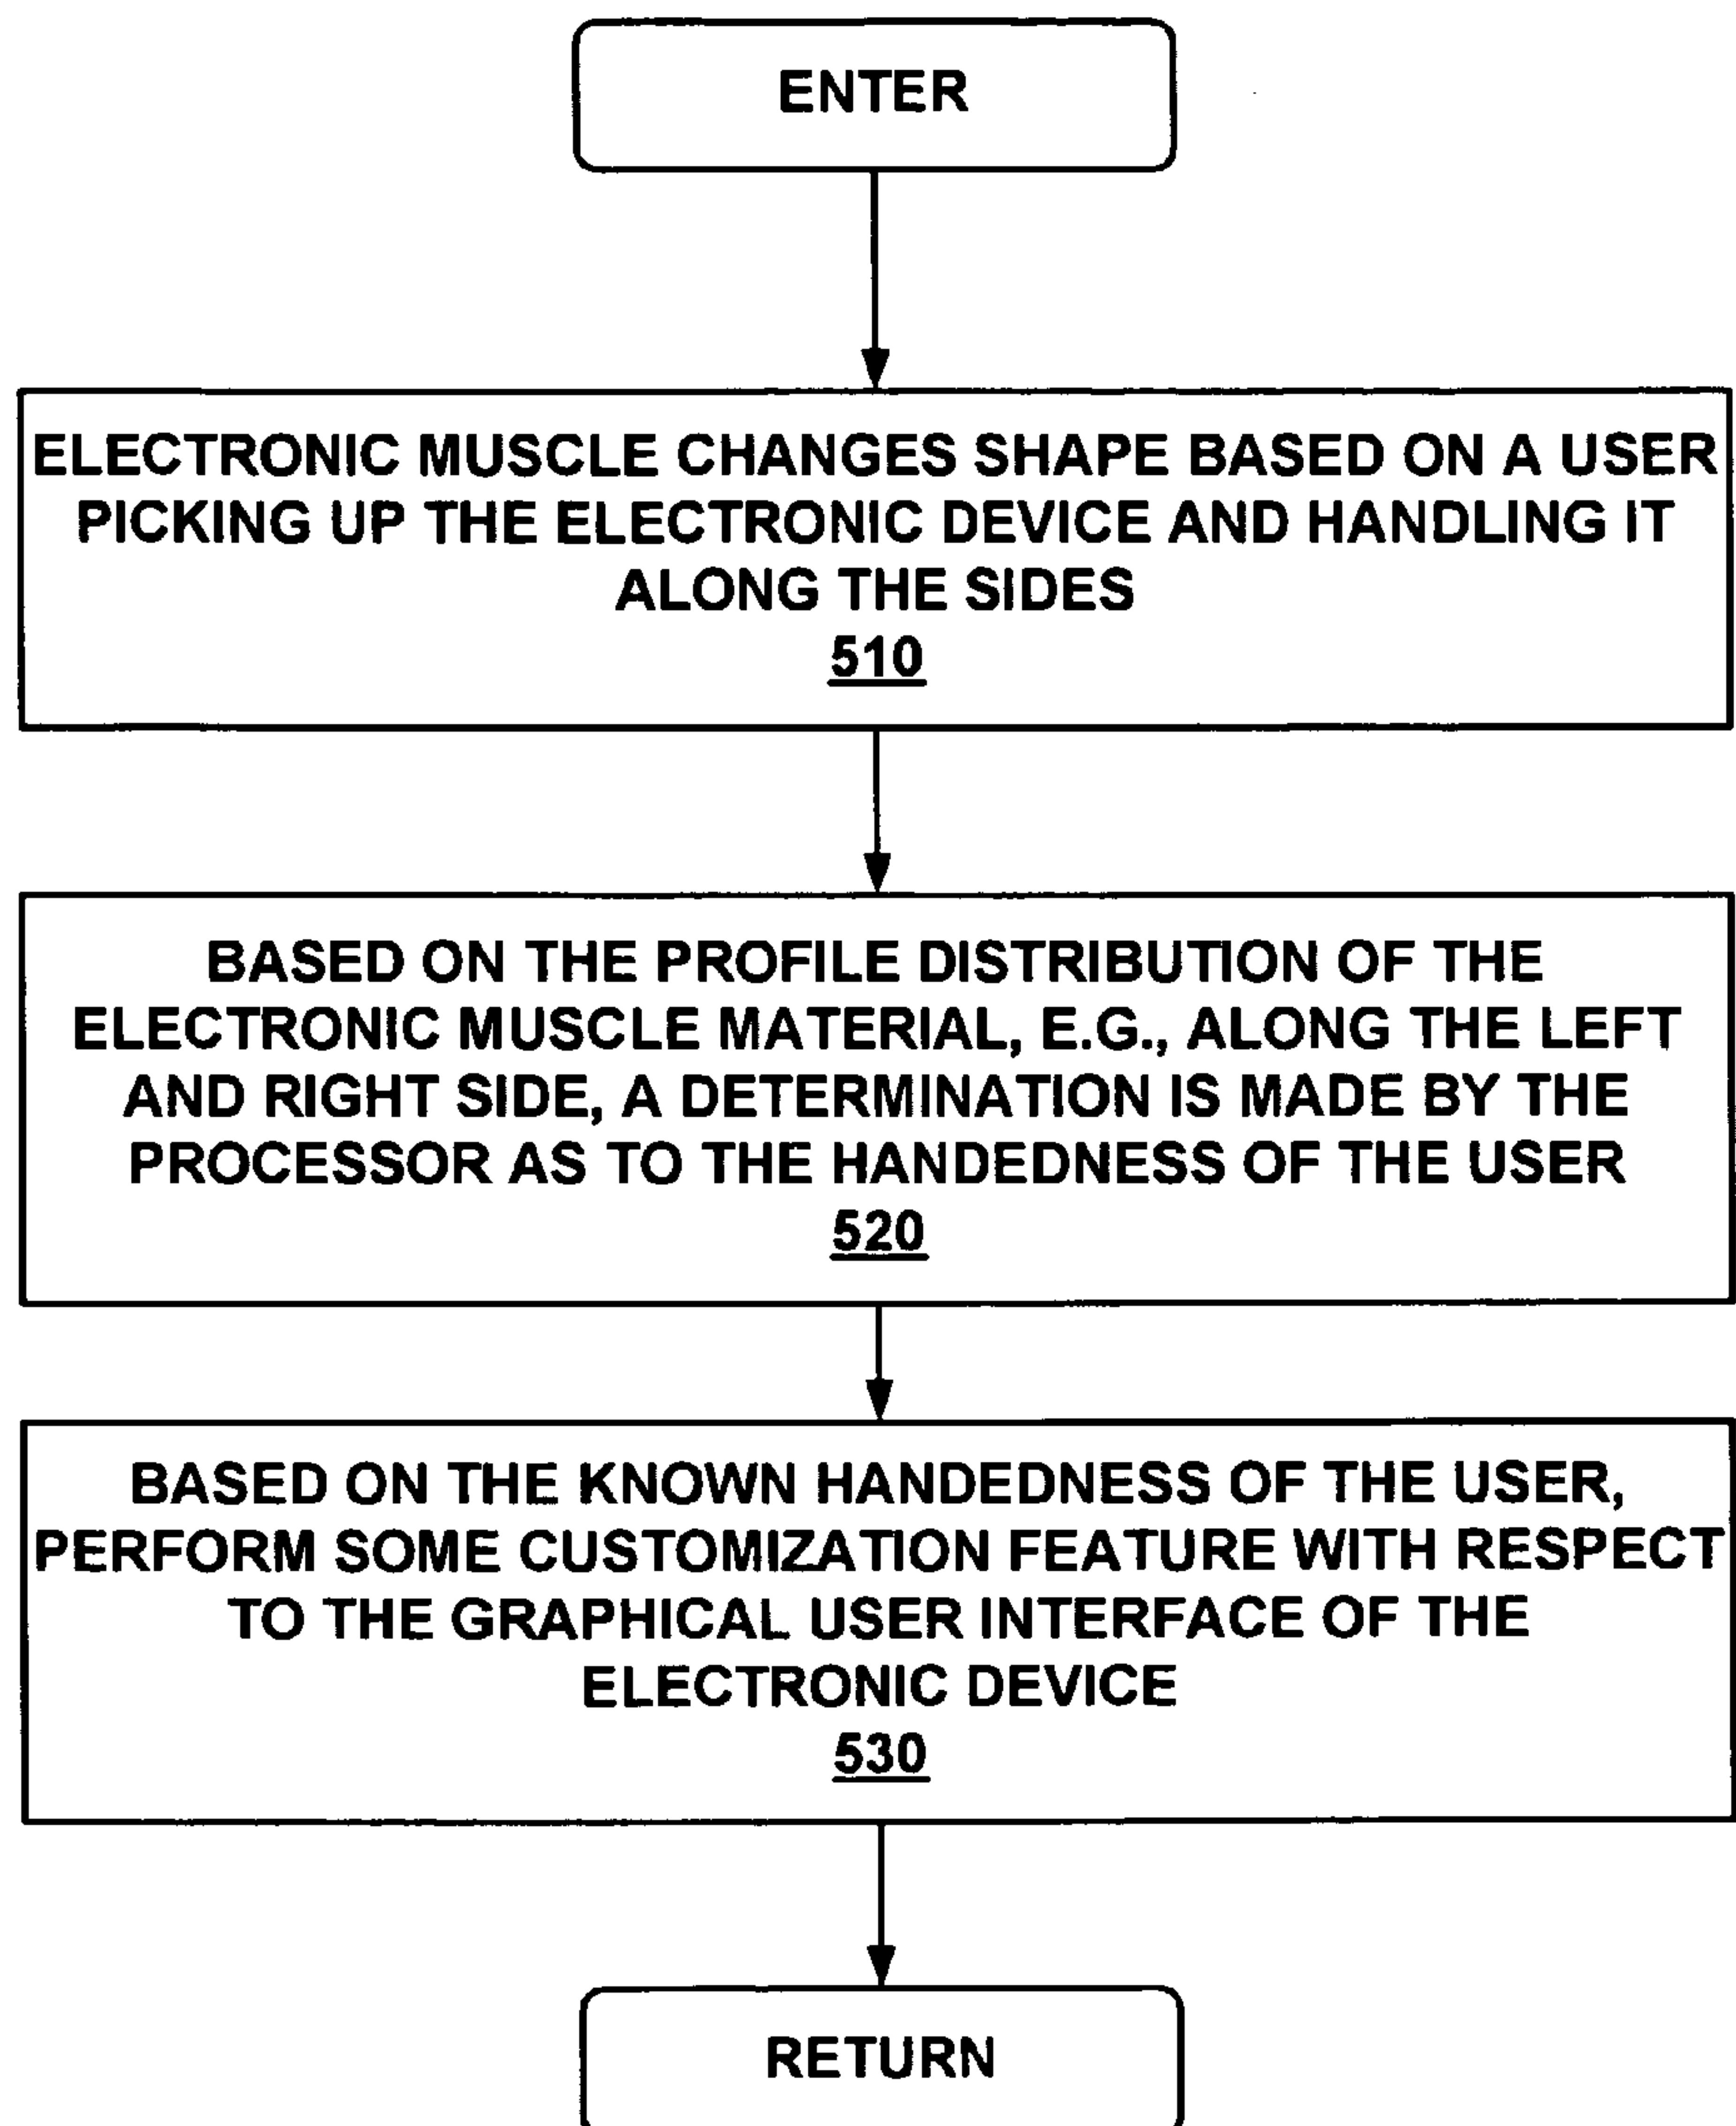 ENTER
ELECTRONIC MUSCLE CHANGES SHAPE BASED ON A USER
PICKING UP THE ELECTRONIC DEVICE AND HANDLING IT
ALONG THE SIDES
510
BASED ON THE PROFILE DISTRIBUTION OF THE
ELECTRONIC MUSCLE MATERIAL, E.G., ALONG THE LEFT
AND RIGHT SIDE, A DETERMINATION IS MADE BY THE
PROCESSOR AS TO THE HANDEDNESS OF THE USER
520
BASED ON THE KNOWN HANDEDNESS OF THE USER,
PERFORM SOME CUSTOMIZATION FEATURE WITH RESPECT
TO THE GRAPHICAL USER INTERFACE OF THE
ELECTRONIC DEVICE
530
RETURN